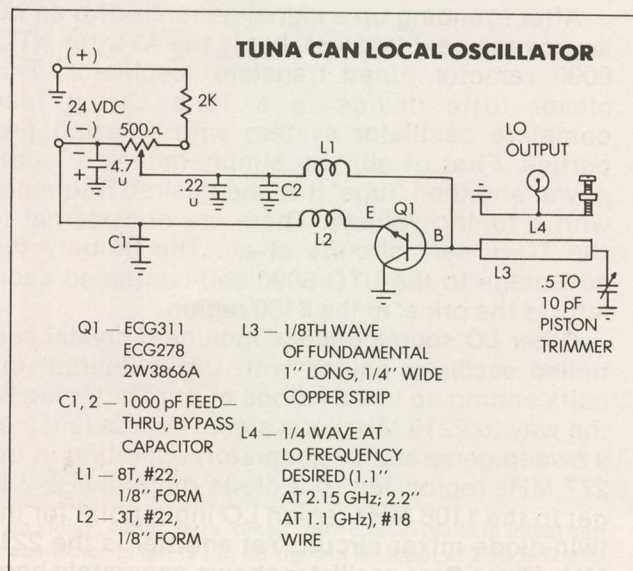 TUNA CAN LOCAL OSCILLATOR
(+)
24 VDC
2K
(−)
500Ω
4.7
u
−
+
.22
u
C2
L1
L2
C1
E
Q1
B
LO
OUTPUT
L4
L3
.5 TO
10 pF
PISTON
TRIMMER
Q1 — ECG311
ECG278
2W3866A
C1, 2 — 1000 pF FEED—
THRU, BYPASS
CAPACITOR
L1 — 8T, #22,
1/8'' FORM
L2 — 3T, #22,
1/8'' FORM
L3 — 1/8TH WAVE
OF FUNDAMENTAL
1'' LONG, 1/4'' WIDE
COPPER STRIP
L4 — 1/4 WAVE AT
LO FREQUENCY
DESIRED (1.1''
AT 2.15 GHz; 2.2''
AT 1.1 GHz), #18
WIRE